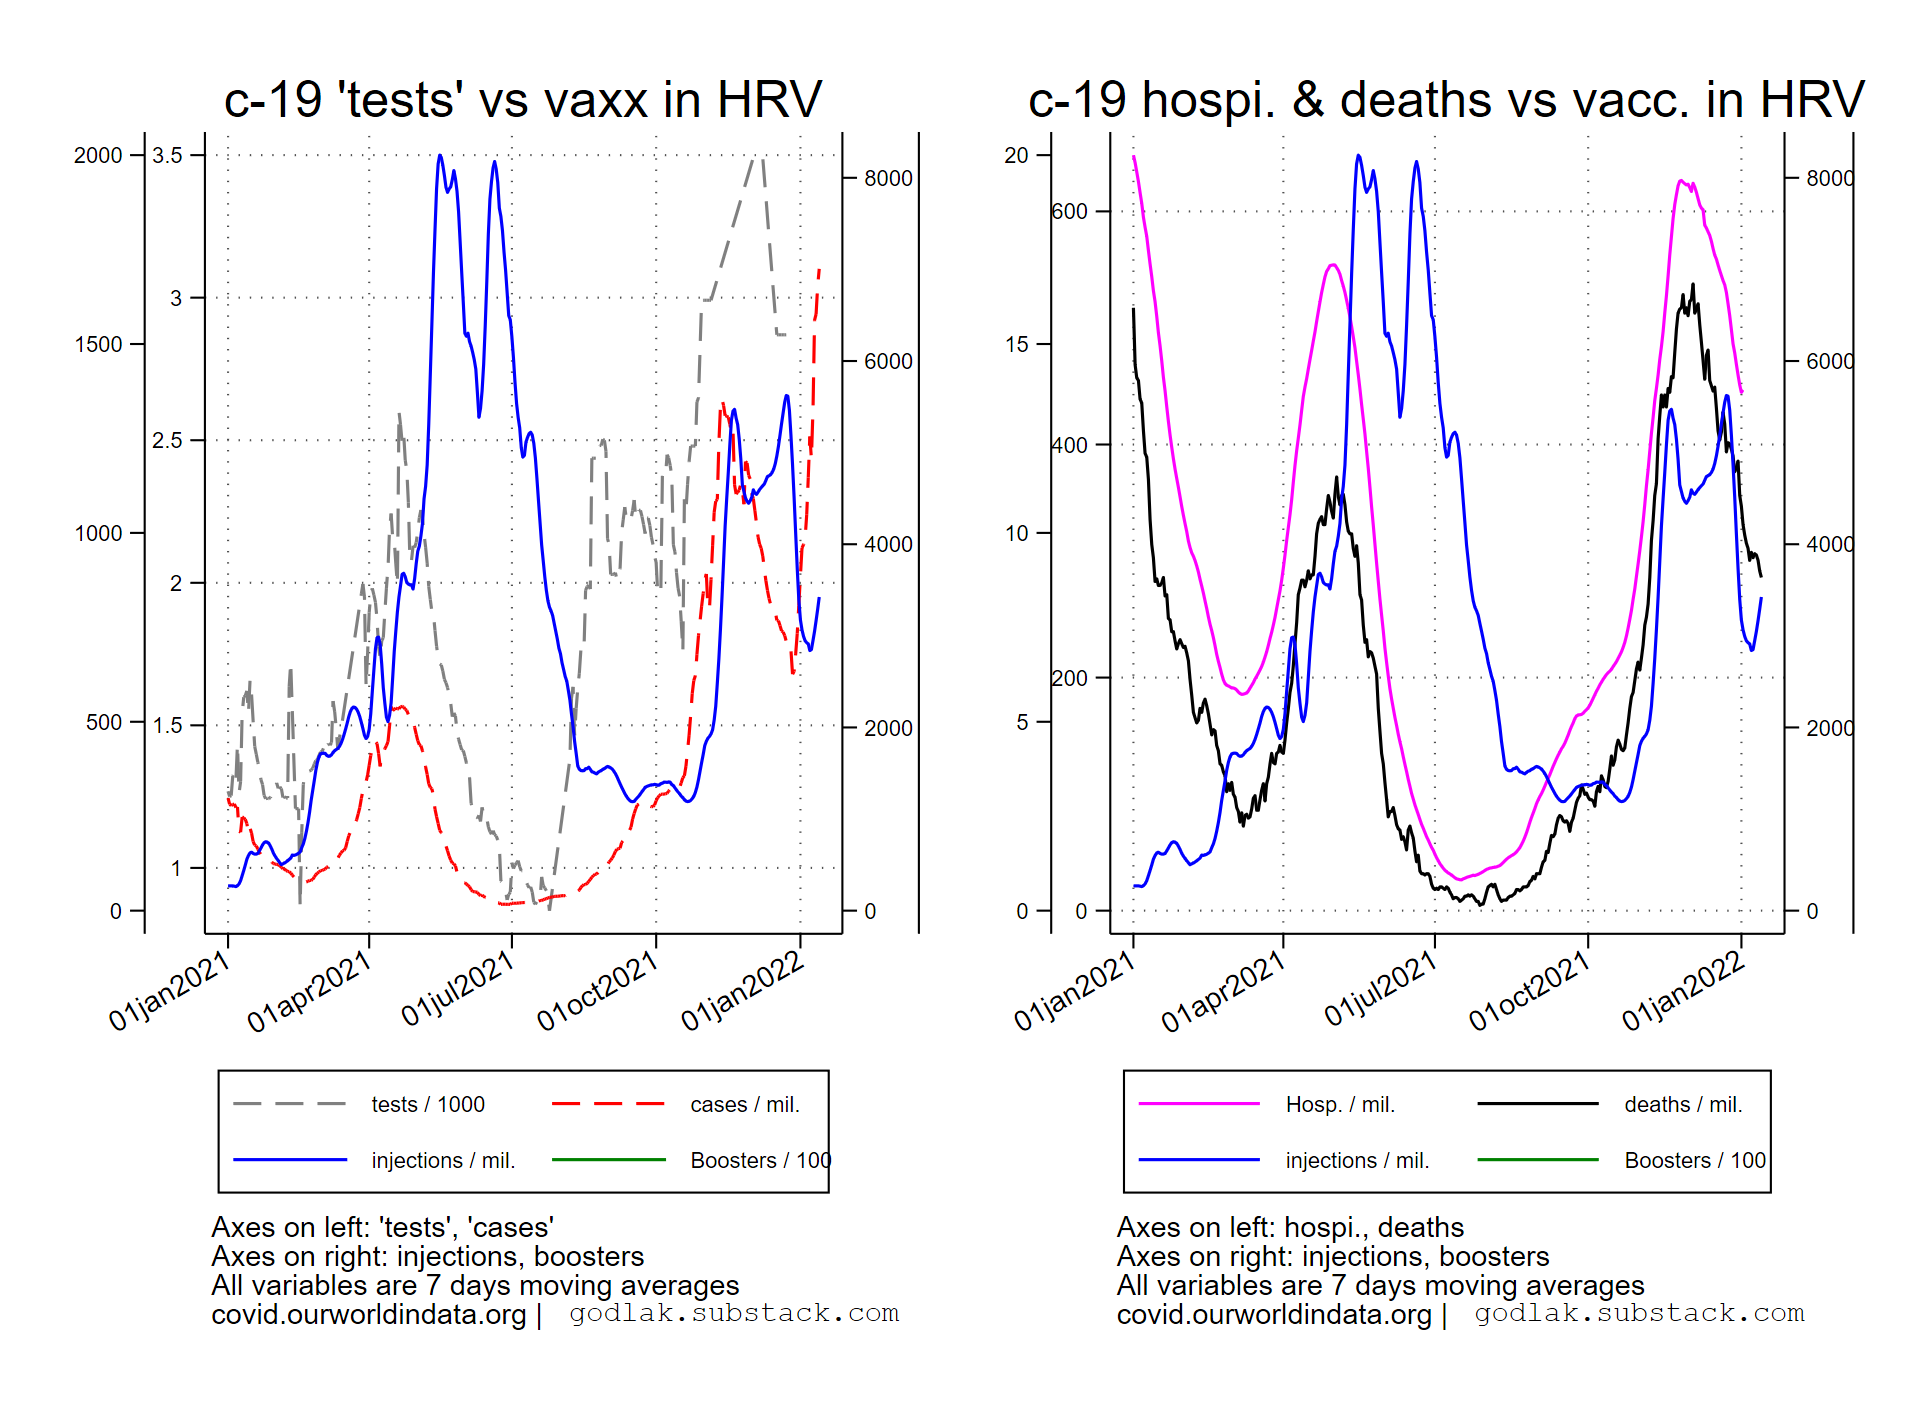 c-19 'tests' vs vaxx in HRV
2000
1500
1000
500
0
3.5
3
2.5
2
1.5
1
8000
6000
4000
2000
0
01jan2021
01apr2021
01jul2021
01oct2021
01jan2022
tests / 1000
cases / mil.
injections / mil.
Boosters / 100
Axes on left: 'tests', 'cases'
Axes on right: injections, boosters
All variables are 7 days moving averages
covid.ourworldindata.org | godlak.substack.com
c-19 hospi. & deaths vs vacc. in HRV
20
15
10
5
0
600
400
200
0
8000
6000
4000
2000
0
01jan2021
01apr2021
01jul2021
01oct2021
01jan2022
Hosp. / mil.
deaths / mil.
injections / mil.
Boosters / 100
Axes on left: hospi., deaths
Axes on right: injections, boosters
All variables are 7 days moving averages
covid.ourworldindata.org | godlak.substack.com